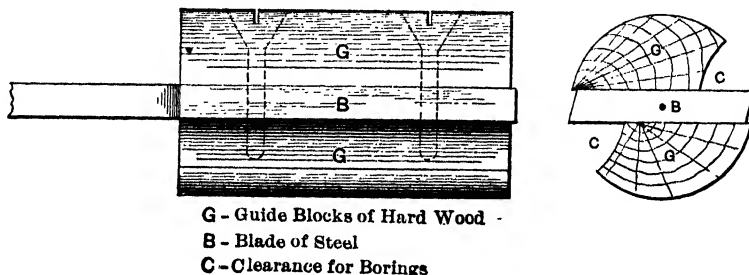 G
B
G
G
C
B
C
G
G - Guide Blocks of Hard Wood -
B - Blade of Steel
C - Clearance for Borings